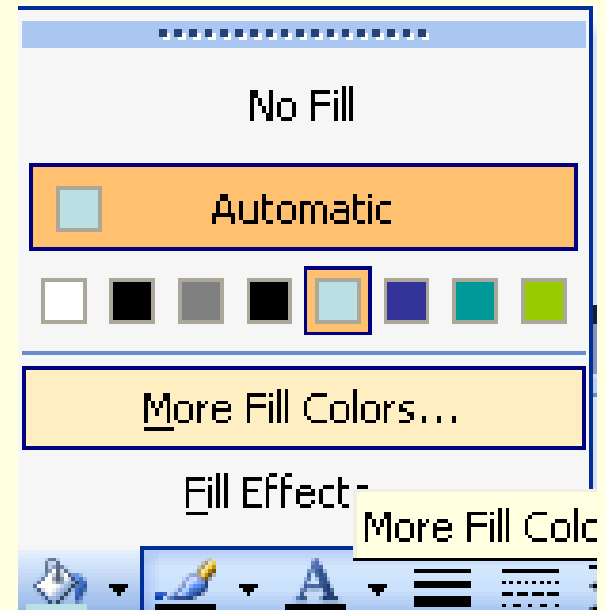 No Fill
Automatic
More Fill Colors...
Fill Effect
More Fill Colo
A